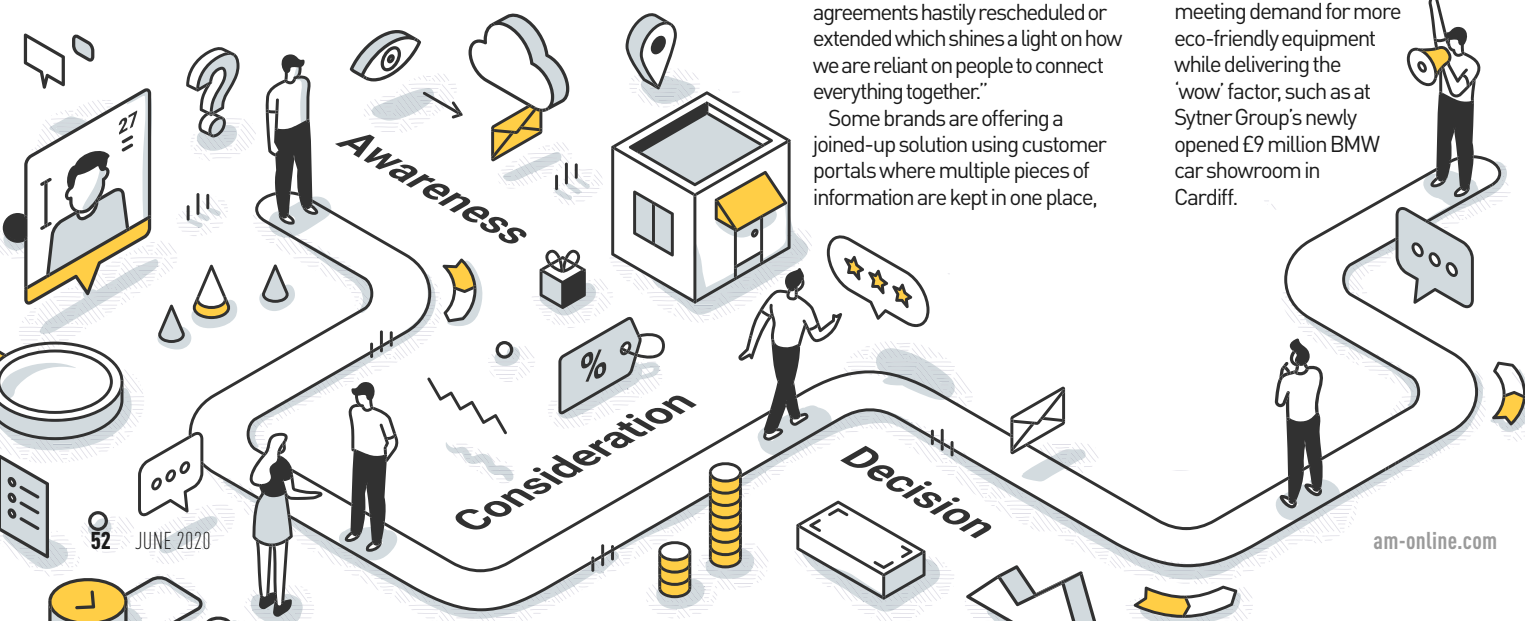 agreements hastily rescheduled or
extended which shines a light on how
we are reliant on people to connect
everything together.”
Some brands are offering a
joined-up solution using customer
portals where multiple pieces of
information are kept in one place,
meeting demand for more
eco-friendly equipment
while delivering the
‘wow’ factor, such as at
Sytner Group’s newly
opened £9 million BMW
car showroom in
Cardiff.
27
Awareness
%
Consideration
Decision
52 JUNE 2020
am-online.com